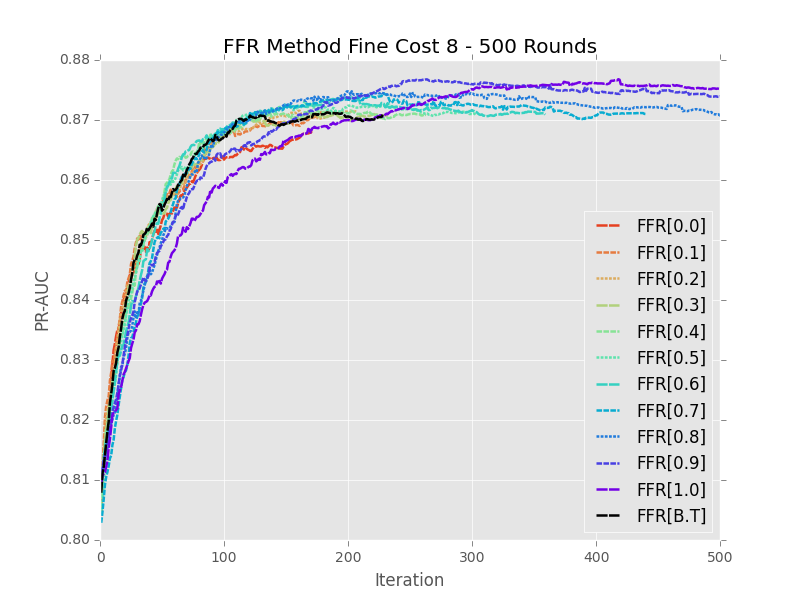 FFR Method Fine Cost 8 - 500 Rounds
0.88
0.87
0.86
0.85
0.84
0.83
0.82
0.81
0.80
PR-AUC
0
100
200
300
400
500
Iteration
FFR[0.0]
FFR[0.1]
FFR[0.2]
FFR[0.3]
FFR[0.4]
FFR[0.5]
FFR[0.6]
FFR[0.7]
FFR[0.8]
FFR[0.9]
FFR[1.0]
FFR[B.T]